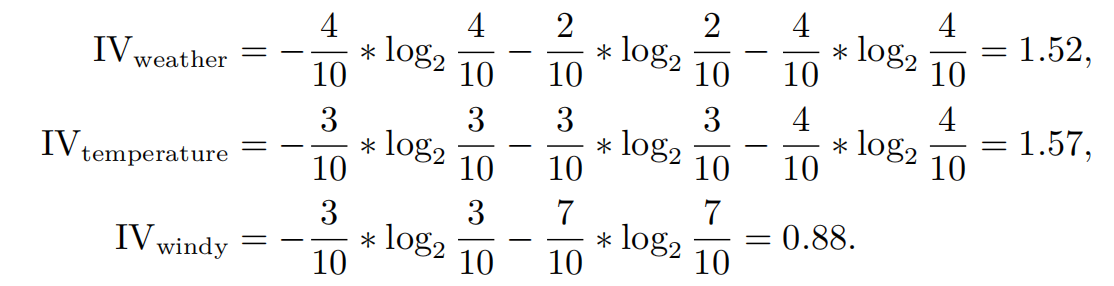 IV_weather = −4/10 * log₂ 4/10 − 2/10 * log₂ 2/10 − 4/10 * log₂ 4/10 = 1.52,
IV_temperature = −3/10 * log₂ 3/10 − 3/10 * log₂ 3/10 − 4/10 * log₂ 4/10 = 1.57,
IV_windy = −3/10 * log₂ 3/10 − 7/10 * log₂ 7/10 = 0.88.